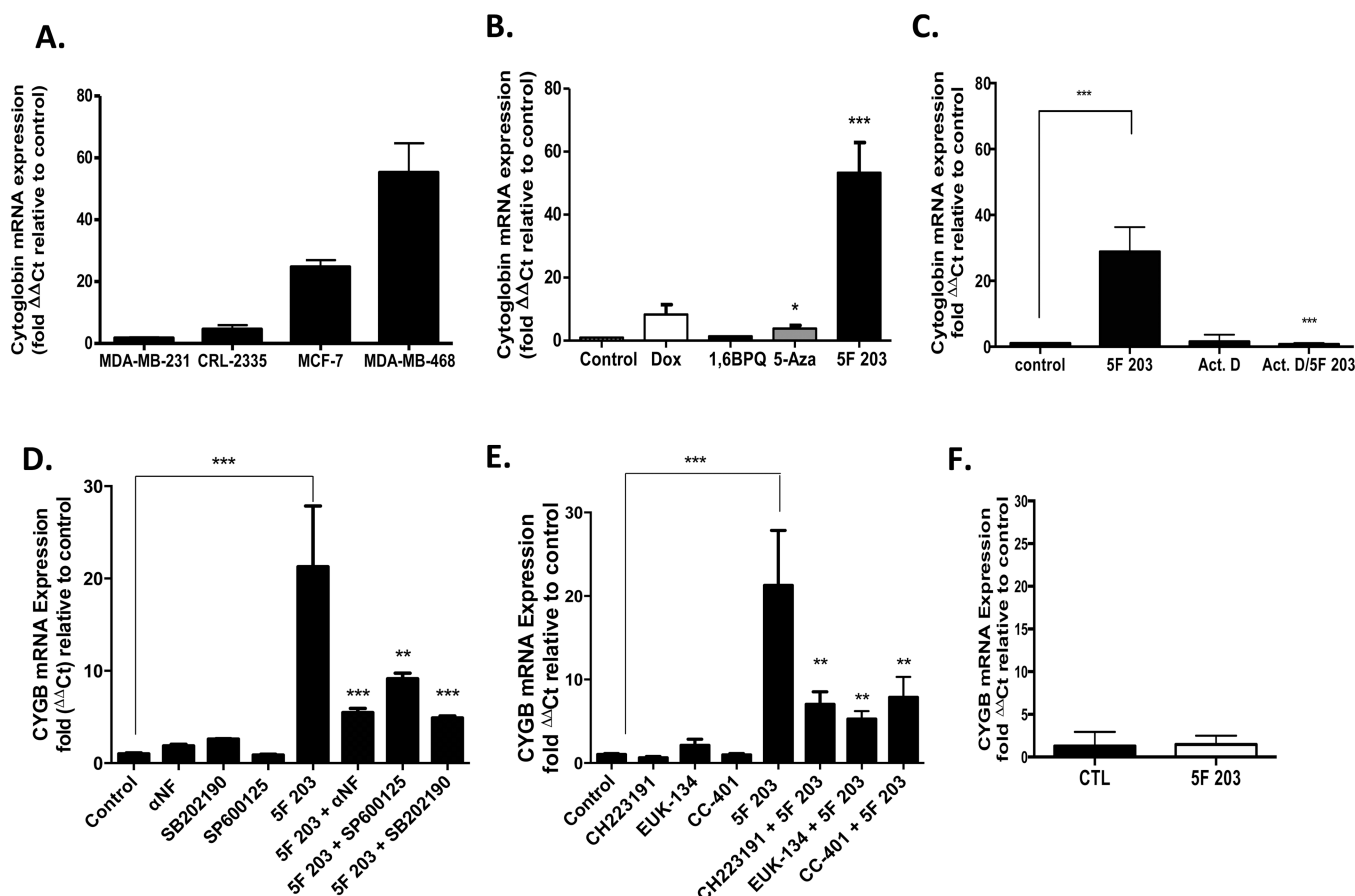 A.
Cytoglobin mRNA expression
(fold ΔΔCt relative to control)
80
60
40
20
0
MDA-MB-231 CRL-2335 MCF-7 MDA-MB-468
B.
Cytoglobin mRNA expression
(fold ΔΔCt relative to control)
80
60
40
20
0
*
***
Control Dox 1,6BPQ 5-Aza 5F 203
C.
Cytoglobin mRNA expression
fold ΔΔCt relative to control
80
60
40
20
0
***
***
control 5F 203 Act. D Act. D/5F 203
D.
CYGB mRNA Expression
fold (ΔΔCt) relative to control
30
20
10
0
***
***
**
***
Control
αNF
SB202190
SP600125
5F 203
5F 203 + αNF
5F 203 + SP600125
5F 203 + SB202190
E.
CYGB mRNA Expression
fold ΔΔCt relative to control
30
20
10
0
***
**
**
**
Control
CH223191
EUK-134
CC-401
5F 203
CH223191 + 5F 203
EUK-134 + 5F 203
CC-401 + 5F 203
F.
CYGB mRNA Expression
fold ΔΔCt relative to control
30
25
20
15
10
5
0
CTL 5F 203